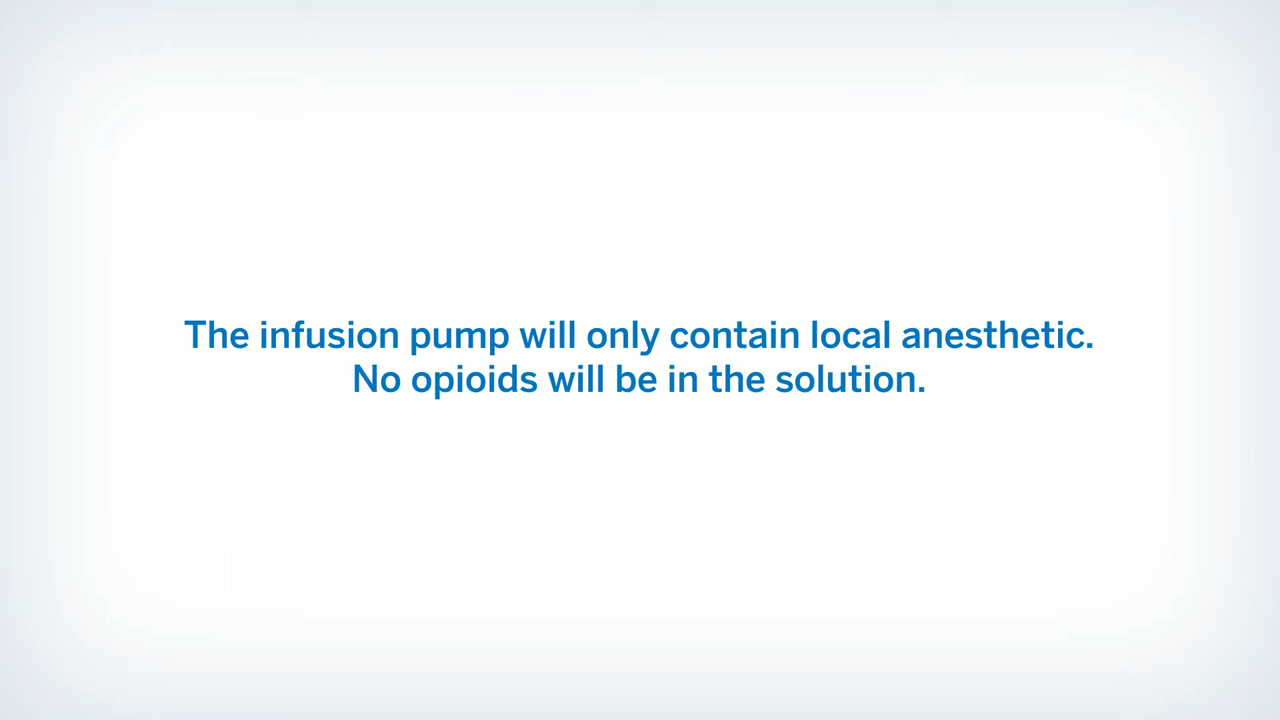 The infusion pump will only contain local anesthetic.
No opioids will be in the solution.